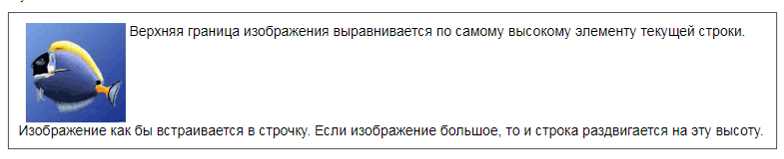 Верхняя граница изображения выравнивается по самому высокому элементу текущей строки.
Изображение как бы встраивается в строчку. Если изображение большое, то и строка раздвигается на эту высоту.